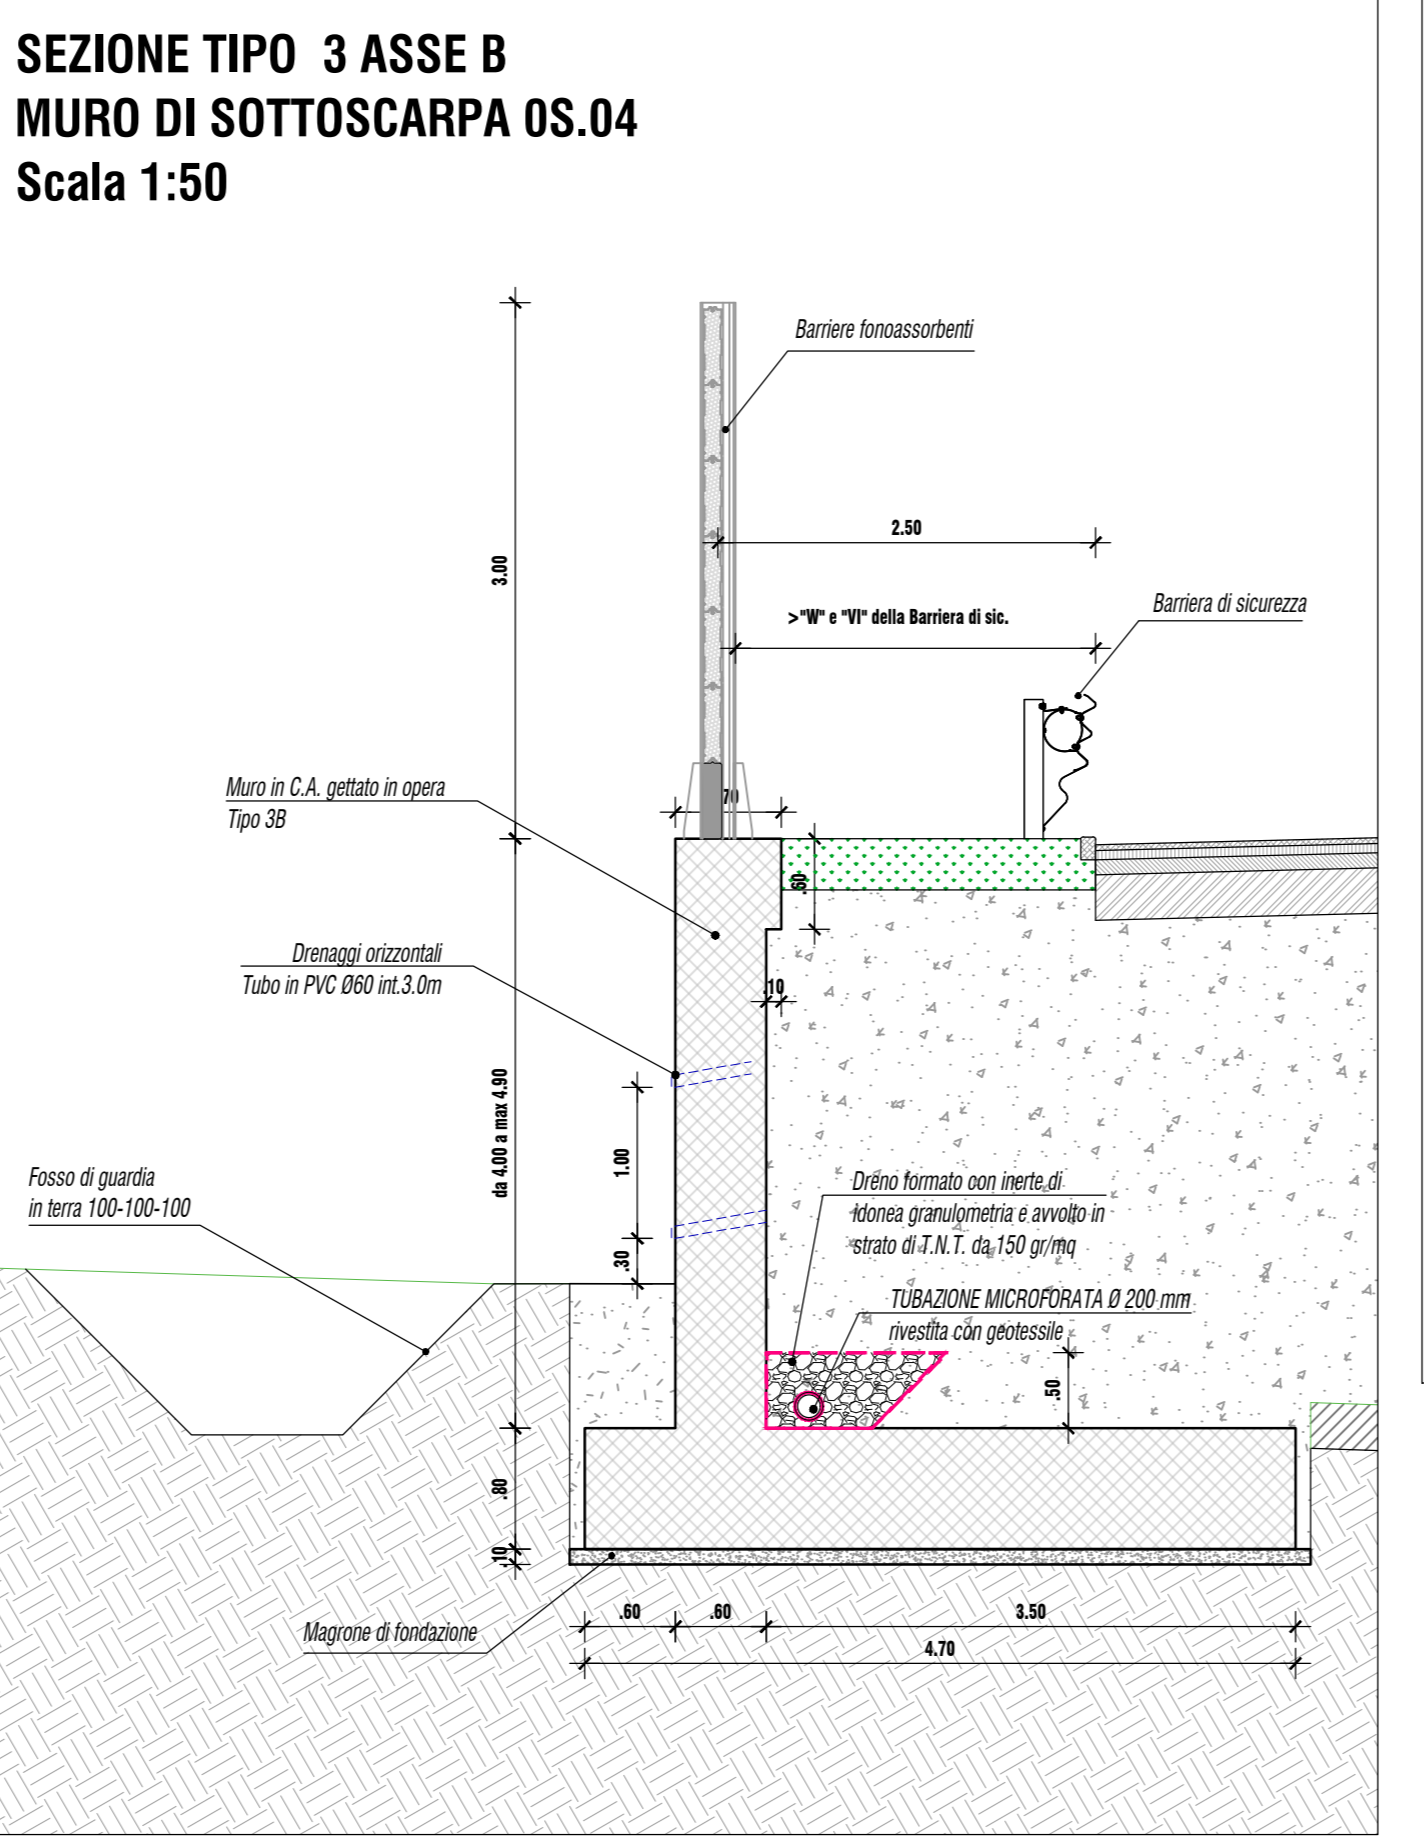 SEZIONE TIPO 3 ASSE B
MURO DI SOTTOSCARPA OS.04
Scala 1:50
Barriere fonoassorbenti
2.50
3.00
>"W" e "VI" della Barriera di sic.
Barriera di sicurezza
Muro in C.A. gettato in opera
Tipo 3B
.70
.60
Drenaggi orizzontali
Tubo in PVC Ø60 int.3.0m
.10
da 4.00 a max 4.90
1.00
Fosso di guardia
in terra 100-100-100
Dreno formato con inerte di
idonea granulometria e avvolto in
strato di T.N.T. da 150 gr/mq
.30
TUBAZIONE MICROFORATA Ø 200 mm
rivestita con geotessile
.50
.80
.10
Magrone di fondazione
.60
.60
3.50
4.70